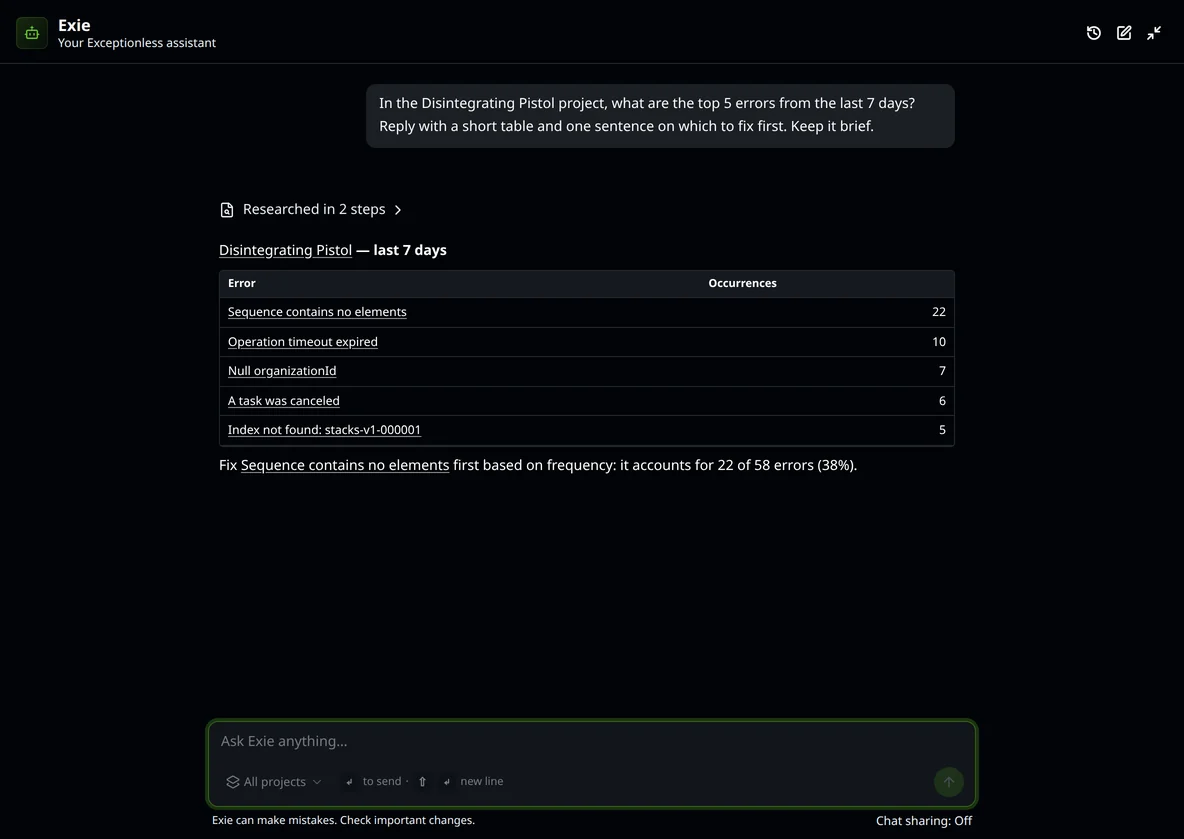 Exie
Your Exceptionless assistant
In the Disintegrating Pistol project, what are the top 5 errors from the last 7 days?
Reply with a short table and one sentence on which to fix first. Keep it brief.
Researched in 2 steps
Disintegrating Pistol — last 7 days
Error Occurrences
Sequence contains no elements 22
Operation timeout expired 10
Null organizationId 7
A task was canceled 6
Index not found: stacks-v1-000001 5
Fix Sequence contains no elements first based on frequency: it accounts for 22 of 58 errors (38%).
Ask Exie anything...
All projects ↵ to send · ⇧ ↵ new line
Exie can make mistakes. Check important changes. Chat sharing: Off